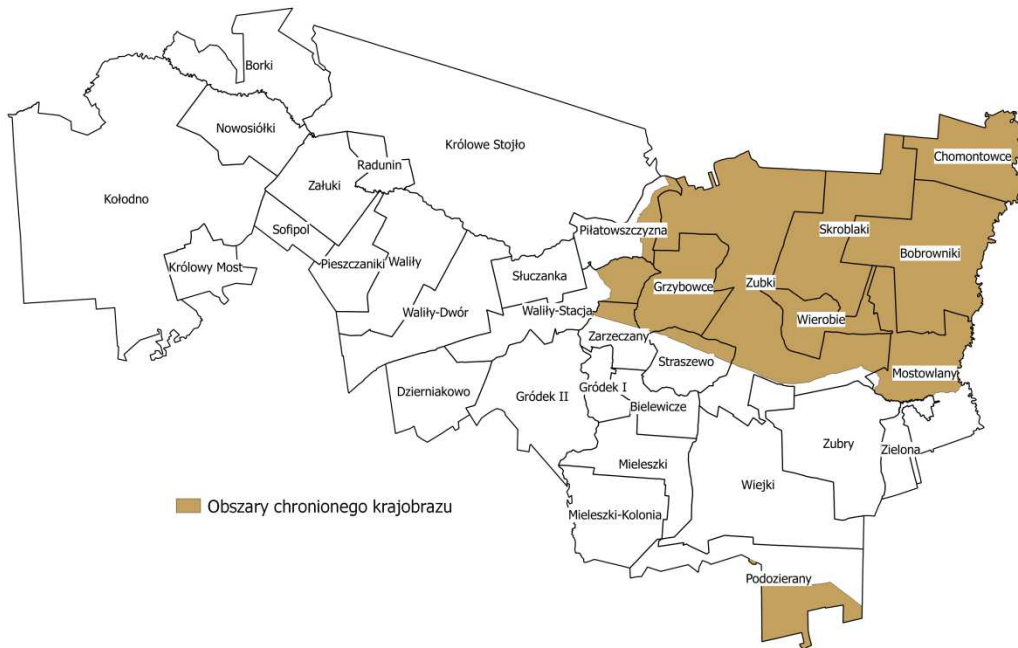 Borki
Nowosiółki
Królowe Stojło
Chomontowce
Radunin
Załuki
Kołodno
Sofipol
Piłatowszczyzna
Skroblaki
Bobrowniki
Królowy Most
Pieszczaniki
Waliły
Słuczanka
Grzybowce
Zubki
Waliły-Dwór
Waliły-Stacja
Wierobie
Zarzeczany
Straszewo
Mostowlany
Dzierniakowo
Gródek II
Gródek I
Bielewicze
Zubry
Zielona
Mieleszki
Wiejki
Obszary chronionego krajobrazu
Mieleszki-Kolonia
Podozierany